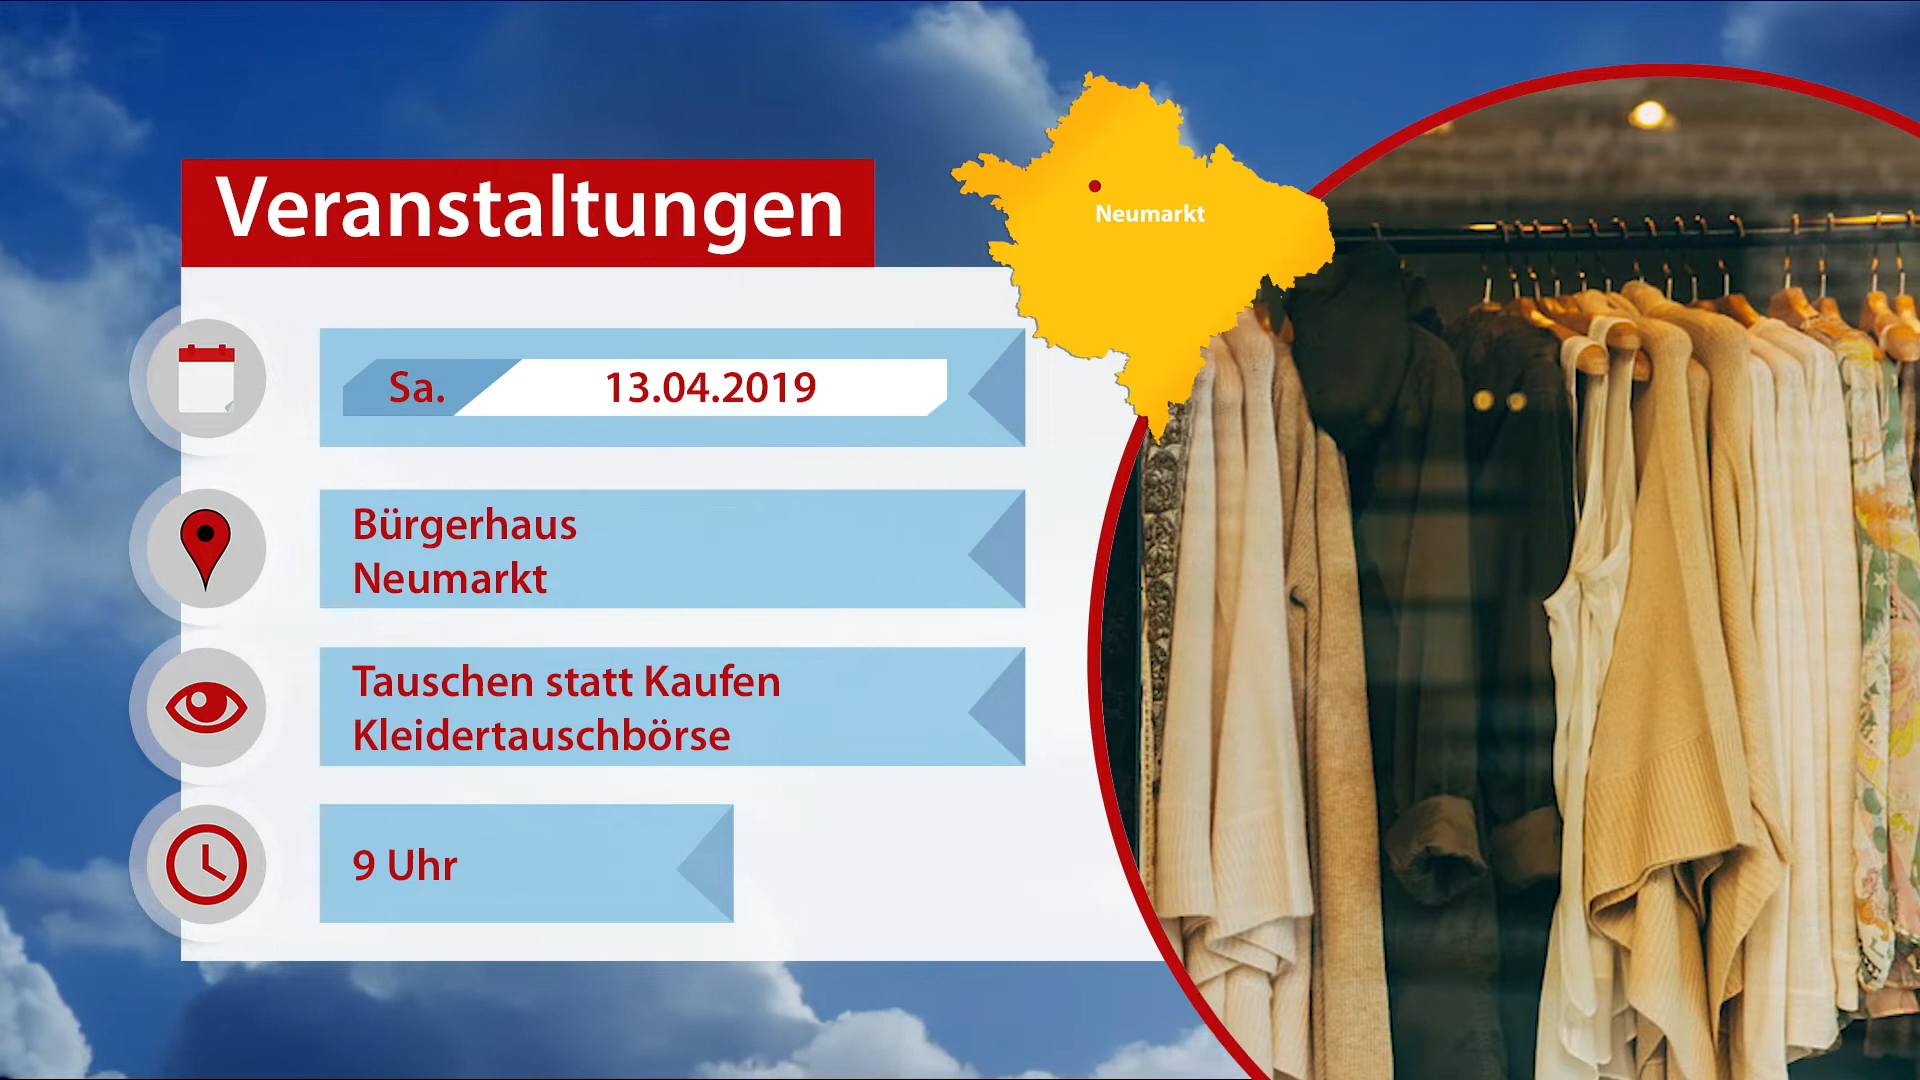 Veranstaltungen
Neumarkt
Sa. 13.04.2019
Bürgerhaus
Neumarkt
Tauschen statt Kaufen
Kleidertauschbörse
9 Uhr